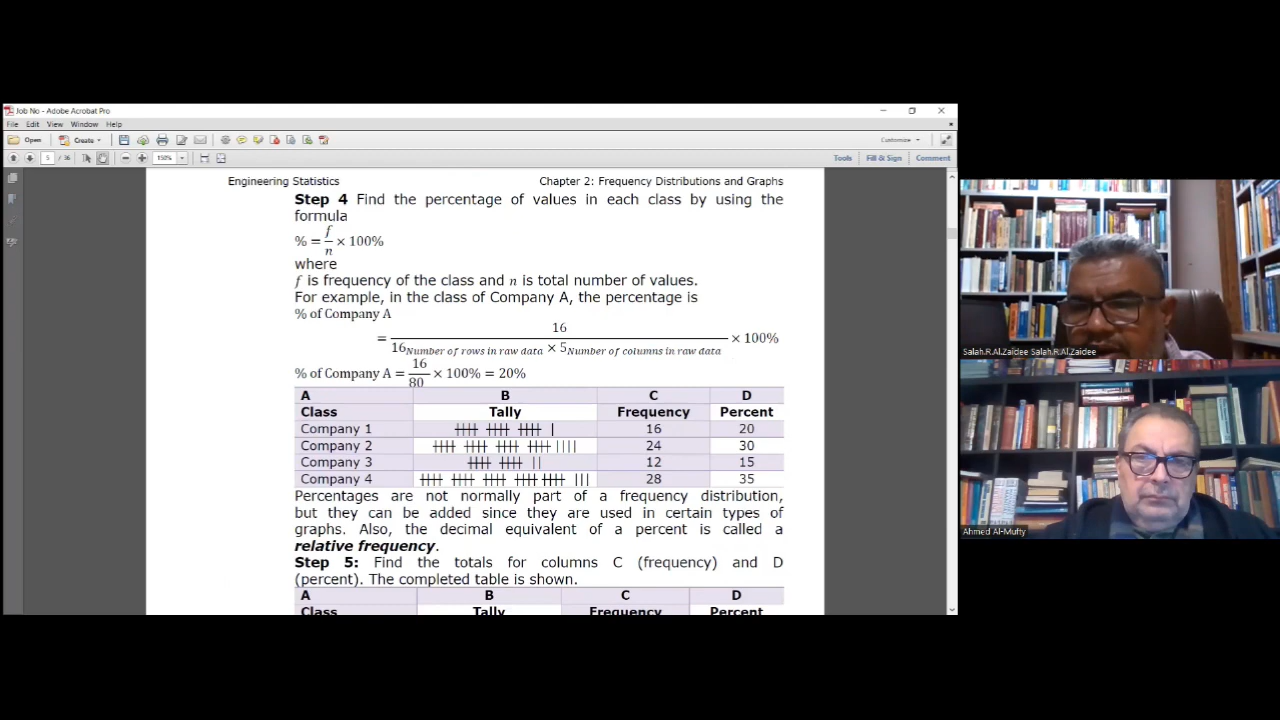 Job No - Adobe Acrobat Pro
File Edit View Window Help
Open Create Customize
5 / 36 150% Tools Fill & Sign Comment
Engineering Statistics Chapter 2: Frequency Distributions and Graphs
Step 4 Find the percentage of values in each class by using the
formula
% = f/n × 100%
where
f is frequency of the class and n is total number of values.
For example, in the class of Company A, the percentage is
% of Company A
= 16 / 16 Number of rows in raw data × 5 Number of columns in raw data × 100%
% of Company A = 16/80 × 100% = 20%
A B C D
Class Tally Frequency Percent
Company 1 16 20
Company 2 24 30
Company 3 12 15
Company 4 28 35
Percentages are not normally part of a frequency distribution,
but they can be added since they are used in certain types of
graphs. Also, the decimal equivalent of a percent is called a
relative frequency.
Step 5: Find the totals for columns C (frequency) and D
(percent). The completed table is shown.
A B C D
Class Tally Frequency Percent
Salah.R.Al.Zaidee Salah.R.Al.Zaidee
Ahmed Al-Mufty